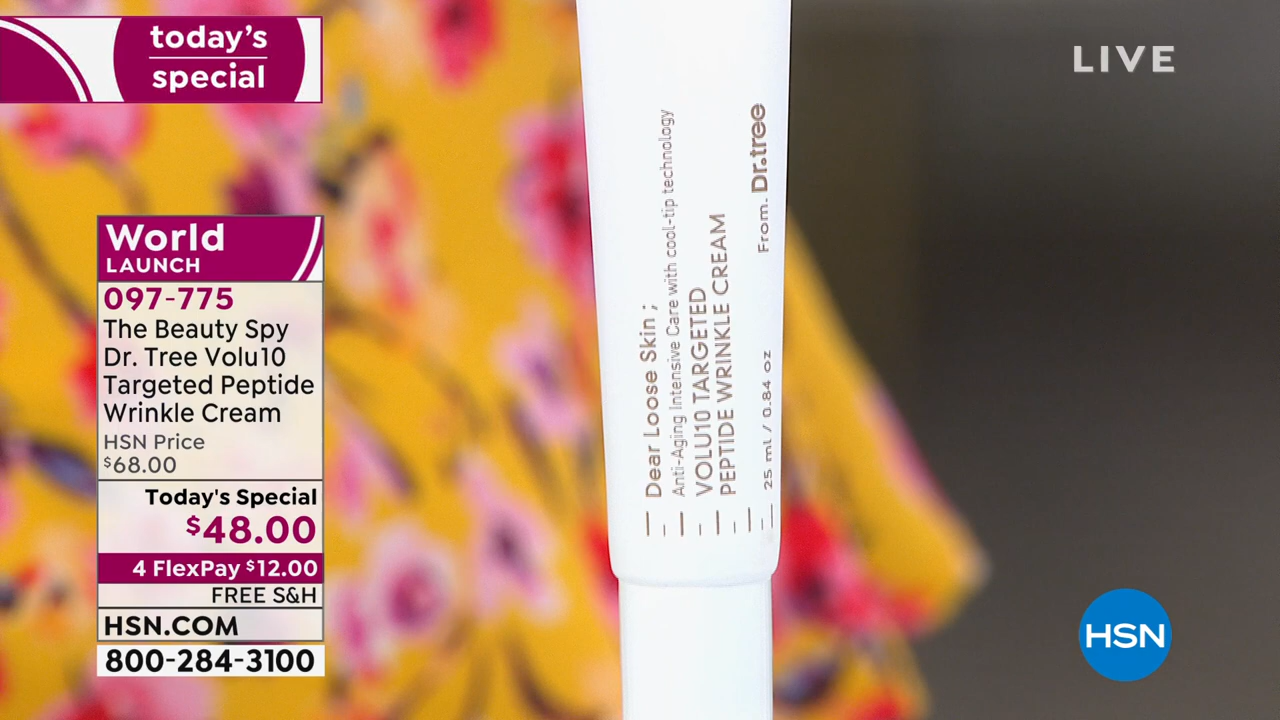 today's
special
LIVE
World
LAUNCH
097-775
The Beauty Spy
Dr. Tree Volu10
Targeted Peptide
Wrinkle Cream
HSN Price
$68.00
Today's Special
$48.00
4 FlexPay $12.00
FREE S&H
HSN.COM
800-284-3100
Dear Loose Skin ;
Anti-Aging Intensive Care with cool-tip technology
VOLU10 TARGETED
PEPTIDE WRINKLE CREAM
From. Dr.tree
25 ml / 0.84 oz
HSN